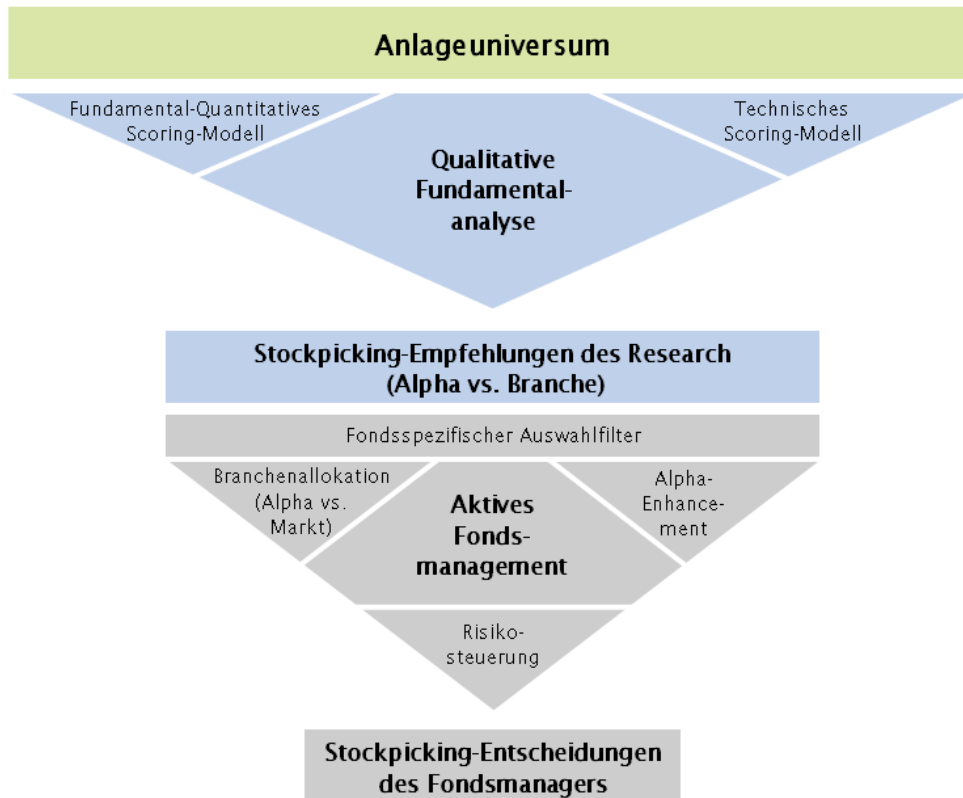 Anlageuniversum
Fundamental-Quantitatives
Scoring-Modell
Technisches
Scoring-Modell
Qualitative
Fundamental-
analyse
Stockpicking-Empfehlungen des Research
(Alpha vs. Branche)
Fondsspezifischer Auswahlfilter
Branchenallokation
(Alpha vs.
Markt)
Aktives
Fonds-
management
Alpha-
Enhance-
ment
Risiko-
steuerung
Stockpicking-Entscheidungen
des Fondsmanagers